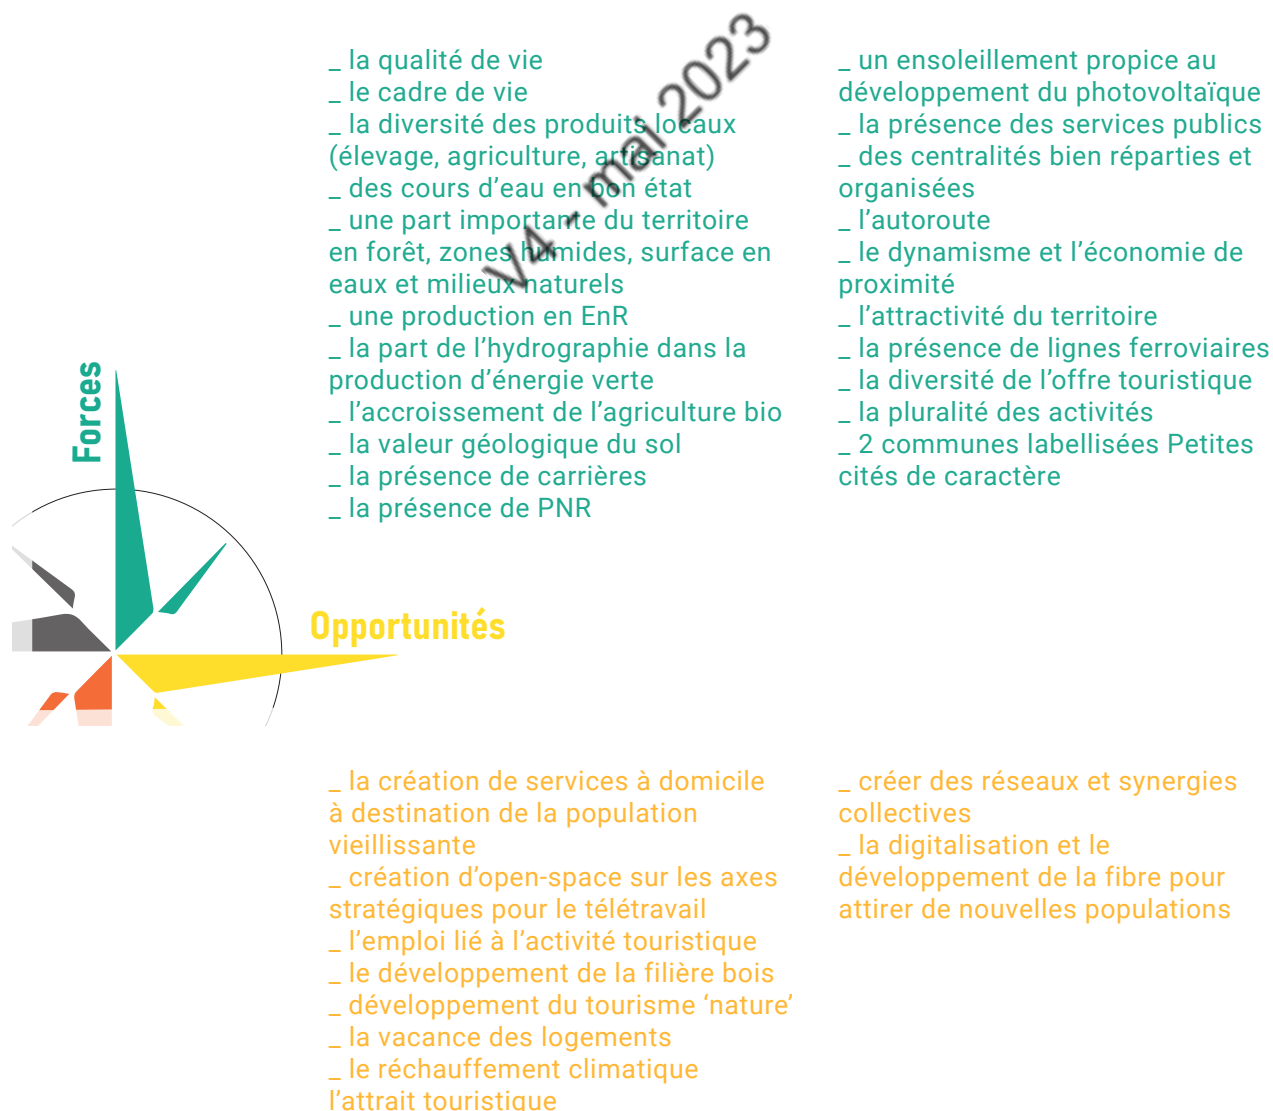 _ la qualité de vie
_ le cadre de vie
_ la diversité des produits locaux
(élevage, agriculture, artisanat)
_ des cours d’eau en bon état
_ une part importante du territoire
en forêt, zones humides, surface en
eaux et milieux naturels
_ une production en EnR
_ la part de l’hydrographie dans la
production d’énergie verte
_ l’accroissement de l’agriculture bio
_ la valeur géologique du sol
_ la présence de carrières
_ la présence de PNR
_ un ensoleillement propice au
développement du photovoltaïque
_ la présence des services publics
_ des centralités bien réparties et
organisées
_ l’autoroute
_ le dynamisme et l’économie de
proximité
_ l’attractivité du territoire
_ la présence de lignes ferroviaires
_ la diversité de l’offre touristique
_ la pluralité des activités
_ 2 communes labellisées Petites
cités de caractère
V4 - mai 2023
Forces
Opportunités
_ la création de services à domicile
à destination de la population
vieillissante
_ création d’open-space sur les axes
stratégiques pour le télétravail
_ l’emploi lié à l’activité touristique
_ le développement de la filière bois
_ développement du tourisme ‘nature’
_ la vacance des logements
_ le réchauffement climatique
l’attrait touristique
_ créer des réseaux et synergies
collectives
_ la digitalisation et le
développement de la fibre pour
attirer de nouvelles populations